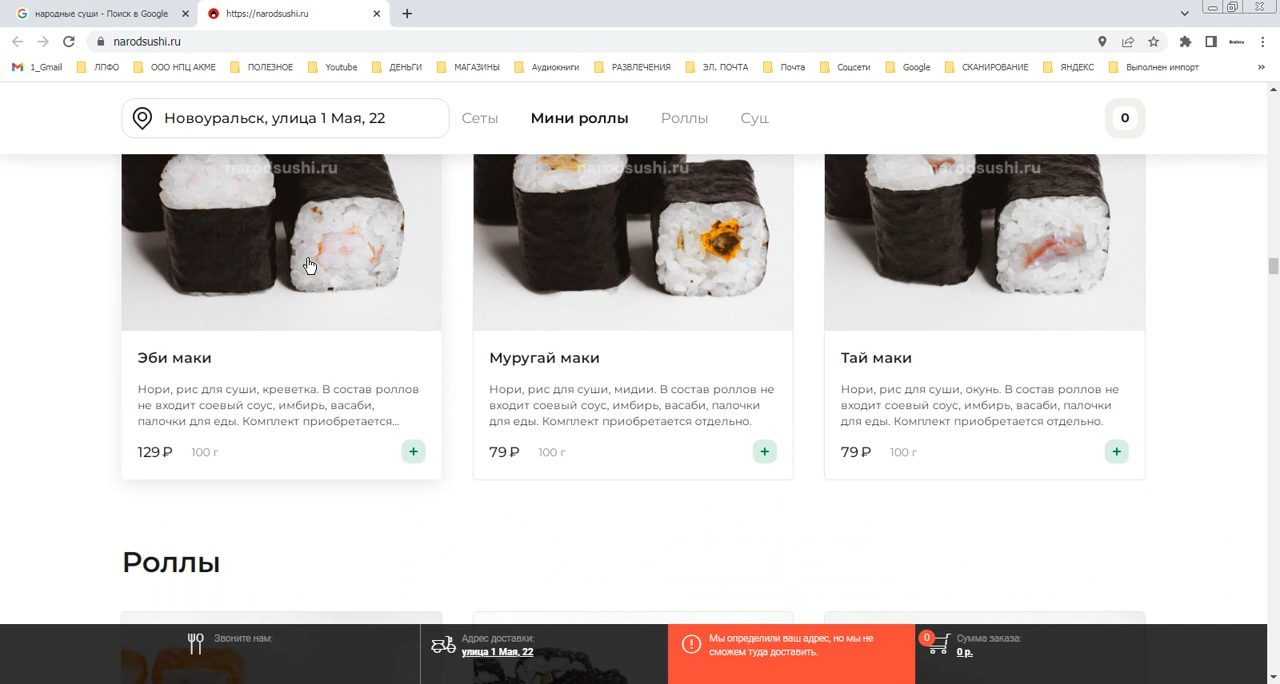 народные суши - Поиск в Google
https://narodsushi.ru
narodsushi.ru
1_Gmail ЛПФО ООО НПЦ АКМЕ ПОЛЕЗНОЕ Youtube ДЕНЬГИ МАГАЗИНЫ Аудиокниги РАЗВЛЕЧЕНИЯ ЭЛ. ПОЧТА Почта Соцсети Google СКАНИРОВАНИЕ ЯНДЕКС Выполнен импорт »
Новоуральск, улица 1 Мая, 22 Сеты Мини роллы Роллы Суш 0
narodsushi.ru narodsushi.ru narodsushi.ru
Эби маки
Нори, рис для суши, креветка. В состав роллов
не входит соевый соус, имбирь, васаби,
палочки для еды. Комплект приобретается...
129 ₽ 100 г +
Муругай маки
Нори, рис для суши, мидии. В состав роллов не
входит соевый соус, имбирь, васаби, палочки
для еды. Комплект приобретается отдельно.
79 ₽ 100 г +
Тай маки
Нори, рис для суши, окунь. В состав роллов не
входит соевый соус, имбирь, васаби, палочки
для еды. Комплект приобретается отдельно.
79 ₽ 100 г +
Роллы
Звоните нам:
Адрес доставки:
улица 1 Мая, 22
Мы определили ваш адрес, но мы не
сможем туда доставить.
0
Сумма заказа:
0 р.